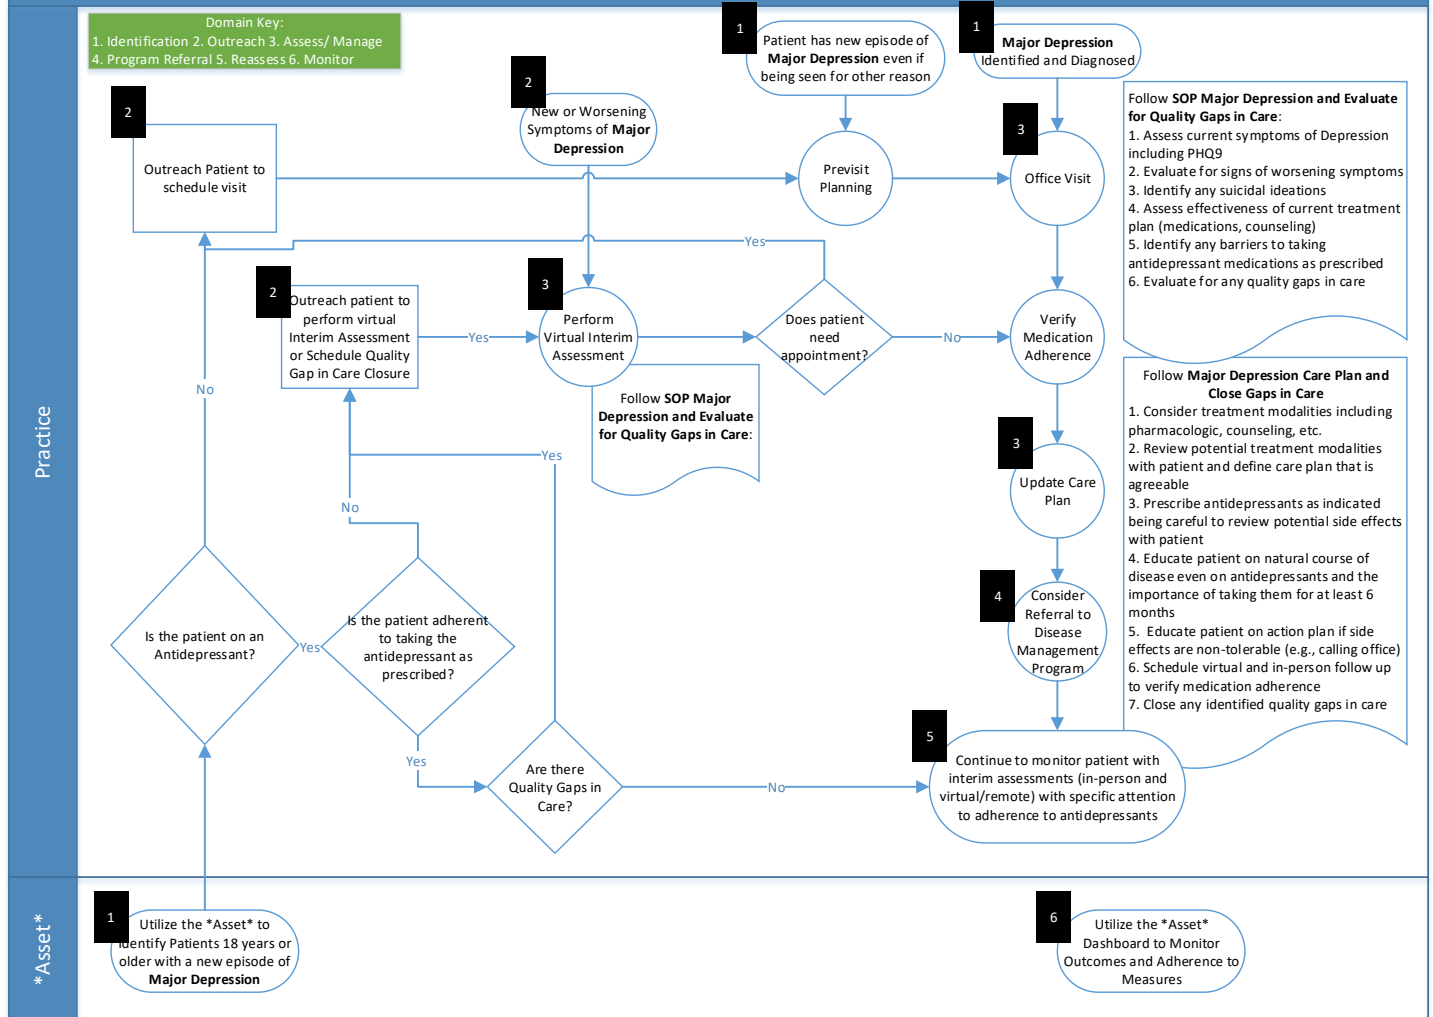 Domain Key:
1. Identification 2. Outreach 3. Assess/ Manage
4. Program Referral 5. Reassess 6. Monitor
1
Patient has new episode of
Major Depression even if
being seen for other reason
1
Major Depression
Identified and Diagnosed
2
New or Worsening
Symptoms of Major
Depression
2
Outreach Patient to
schedule visit
Previsit
Planning
3
Office Visit
Follow SOP Major Depression and Evaluate
for Quality Gaps in Care:
1. Assess current symptoms of Depression
including PHQ9
2. Evaluate for signs of worsening symptoms
3. Identify any suicidal ideations
4. Assess effectiveness of current treatment
plan (medications, counseling)
5. Identify any barriers to taking
antidepressant medications as prescribed
6. Evaluate for any quality gaps in care
Yes
2
Outreach patient to
perform virtual
Interim Assessment
or Schedule Quality
Gap in Care Closure
Yes
3
Perform
Virtual Interim
Assessment
Does patient
need
appointment?
No
Verify
Medication
Adherence
Follow SOP Major
Depression and Evaluate
for Quality Gaps in Care:
Follow Major Depression Care Plan and
Close Gaps in Care
1. Consider treatment modalities including
pharmacologic, counseling, etc.
2. Review potential treatment modalities
with patient and define care plan that is
agreeable
3. Prescribe antidepressants as indicated
being careful to review potential side effects
with patient
4. Educate patient on natural course of
disease even on antidepressants and the
importance of taking them for at least 6
months
5. Educate patient on action plan if side
effects are non-tolerable (e.g., calling office)
6. Schedule virtual and in-person follow up
to verify medication adherence
7. Close any identified quality gaps in care
No
Practice
Yes
No
3
Update Care
Plan
4
Consider
Referral to
Disease
Management
Program
Is the patient on an
Antidepressant?
Yes
Is the patient adherent
to taking the
antidepressant as
prescribed?
Yes
Are there
Quality Gaps in
Care?
No
5
Continue to monitor patient with
interim assessments (in-person and
virtual/remote) with specific attention
to adherence to antidepressants
*Asset*
1
Utilize the *Asset* to
Identify Patients 18 years or
older with a new episode of
Major Depression
6
Utilize the *Asset*
Dashboard to Monitor
Outcomes and Adherence to
Measures